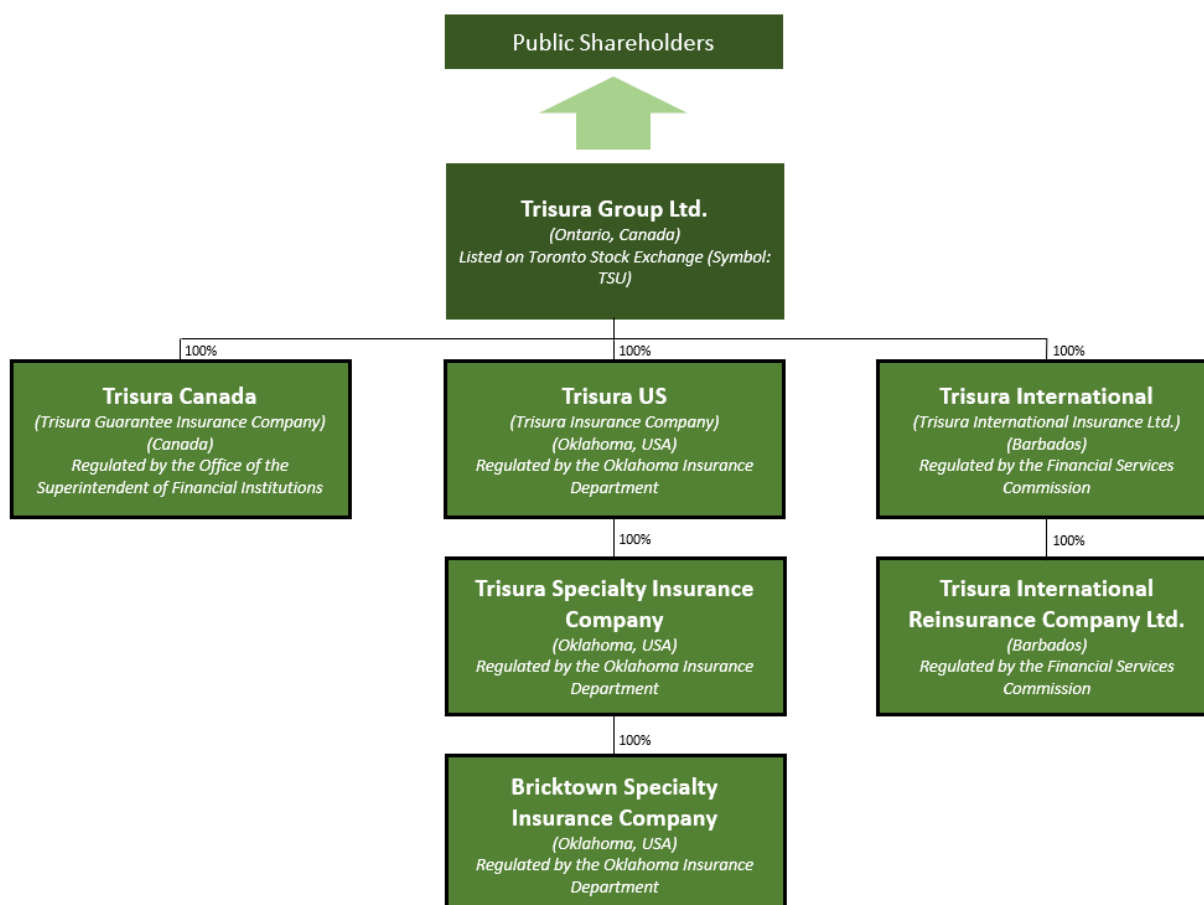 Public Shareholders
Trisura Group Ltd.
(Ontario, Canada)
Listed on Toronto Stock Exchange (Symbol:
TSU)
100%
100%
100%
Trisura Canada
(Trisura Guarantee Insurance Company)
(Canada)
Regulated by the Office of the
Superintendent of Financial Institutions
Trisura US
(Trisura Insurance Company)
(Oklahoma, USA)
Regulated by the Oklahoma Insurance
Department
Trisura International
(Trisura International Insurance Ltd.)
(Barbados)
Regulated by the Financial Services
Commission
100%
100%
Trisura Specialty Insurance
Company
(Oklahoma, USA)
Regulated by the Oklahoma Insurance
Department
Trisura International
Reinsurance Company Ltd.
(Barbados)
Regulated by the Financial Services
Commission
100%
Bricktown Specialty
Insurance Company
(Oklahoma, USA)
Regulated by the Oklahoma Insurance
Department